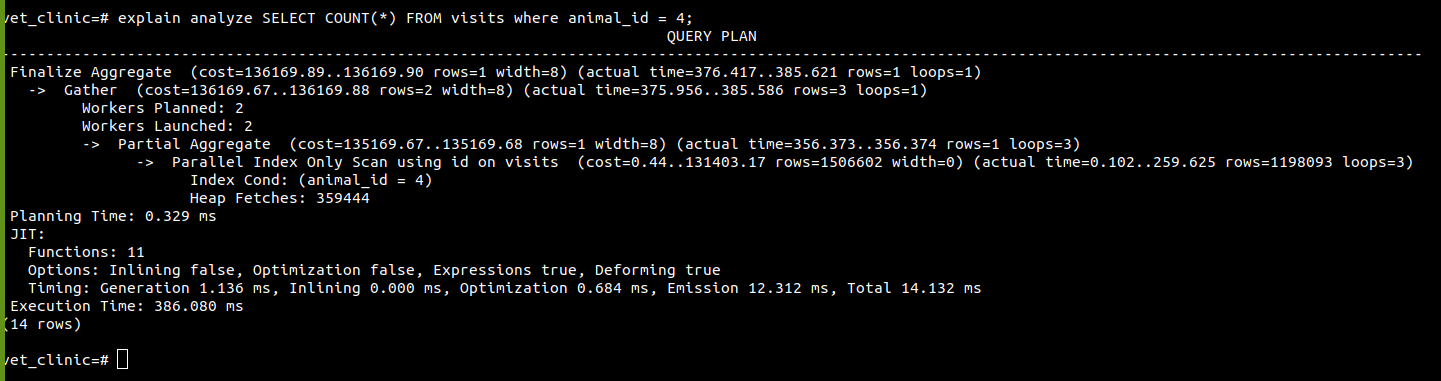 vet_clinic=# explain analyze SELECT COUNT(*) FROM visits where animal_id = 4;
QUERY PLAN
--------------------------------------------------------------------------------------------------------------------------------------------------------------
Finalize Aggregate  (cost=136169.89..136169.90 rows=1 width=8) (actual time=376.417..385.621 rows=1 loops=1)
  ->  Gather  (cost=136169.67..136169.88 rows=2 width=8) (actual time=375.956..385.586 rows=3 loops=1)
        Workers Planned: 2
        Workers Launched: 2
        ->  Partial Aggregate  (cost=135169.67..135169.68 rows=1 width=8) (actual time=356.373..356.374 rows=1 loops=3)
              ->  Parallel Index Only Scan using id on visits  (cost=0.44..131403.17 rows=1506602 width=0) (actual time=0.102..259.625 rows=1198093 loops=3)
                    Index Cond: (animal_id = 4)
                    Heap Fetches: 359444
Planning Time: 0.329 ms
JIT:
  Functions: 11
  Options: Inlining false, Optimization false, Expressions true, Deforming true
  Timing: Generation 1.136 ms, Inlining 0.000 ms, Optimization 0.684 ms, Emission 12.312 ms, Total 14.132 ms
Execution Time: 386.080 ms
(14 rows)
vet_clinic=#